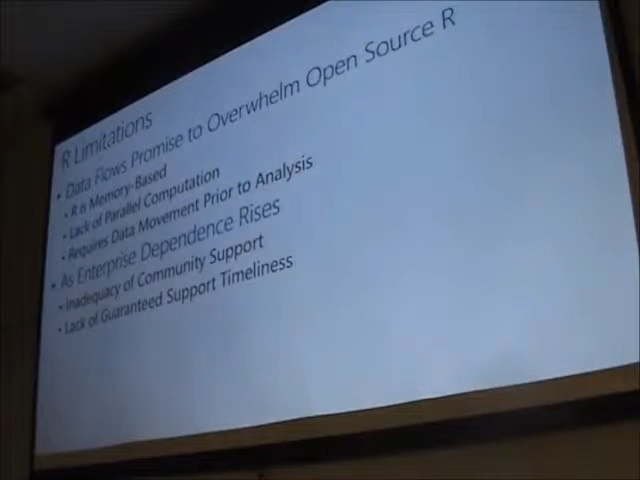 R Limitations
• Data Flows Promise to Overwhelm Open Source R
• R is Memory-Based
• Lack of Parallel Computation
• Requires Data Movement Prior to Analysis
• As Enterprise Dependence Rises
• Inadequacy of Community Support
• Lack of Guaranteed Support Timeliness